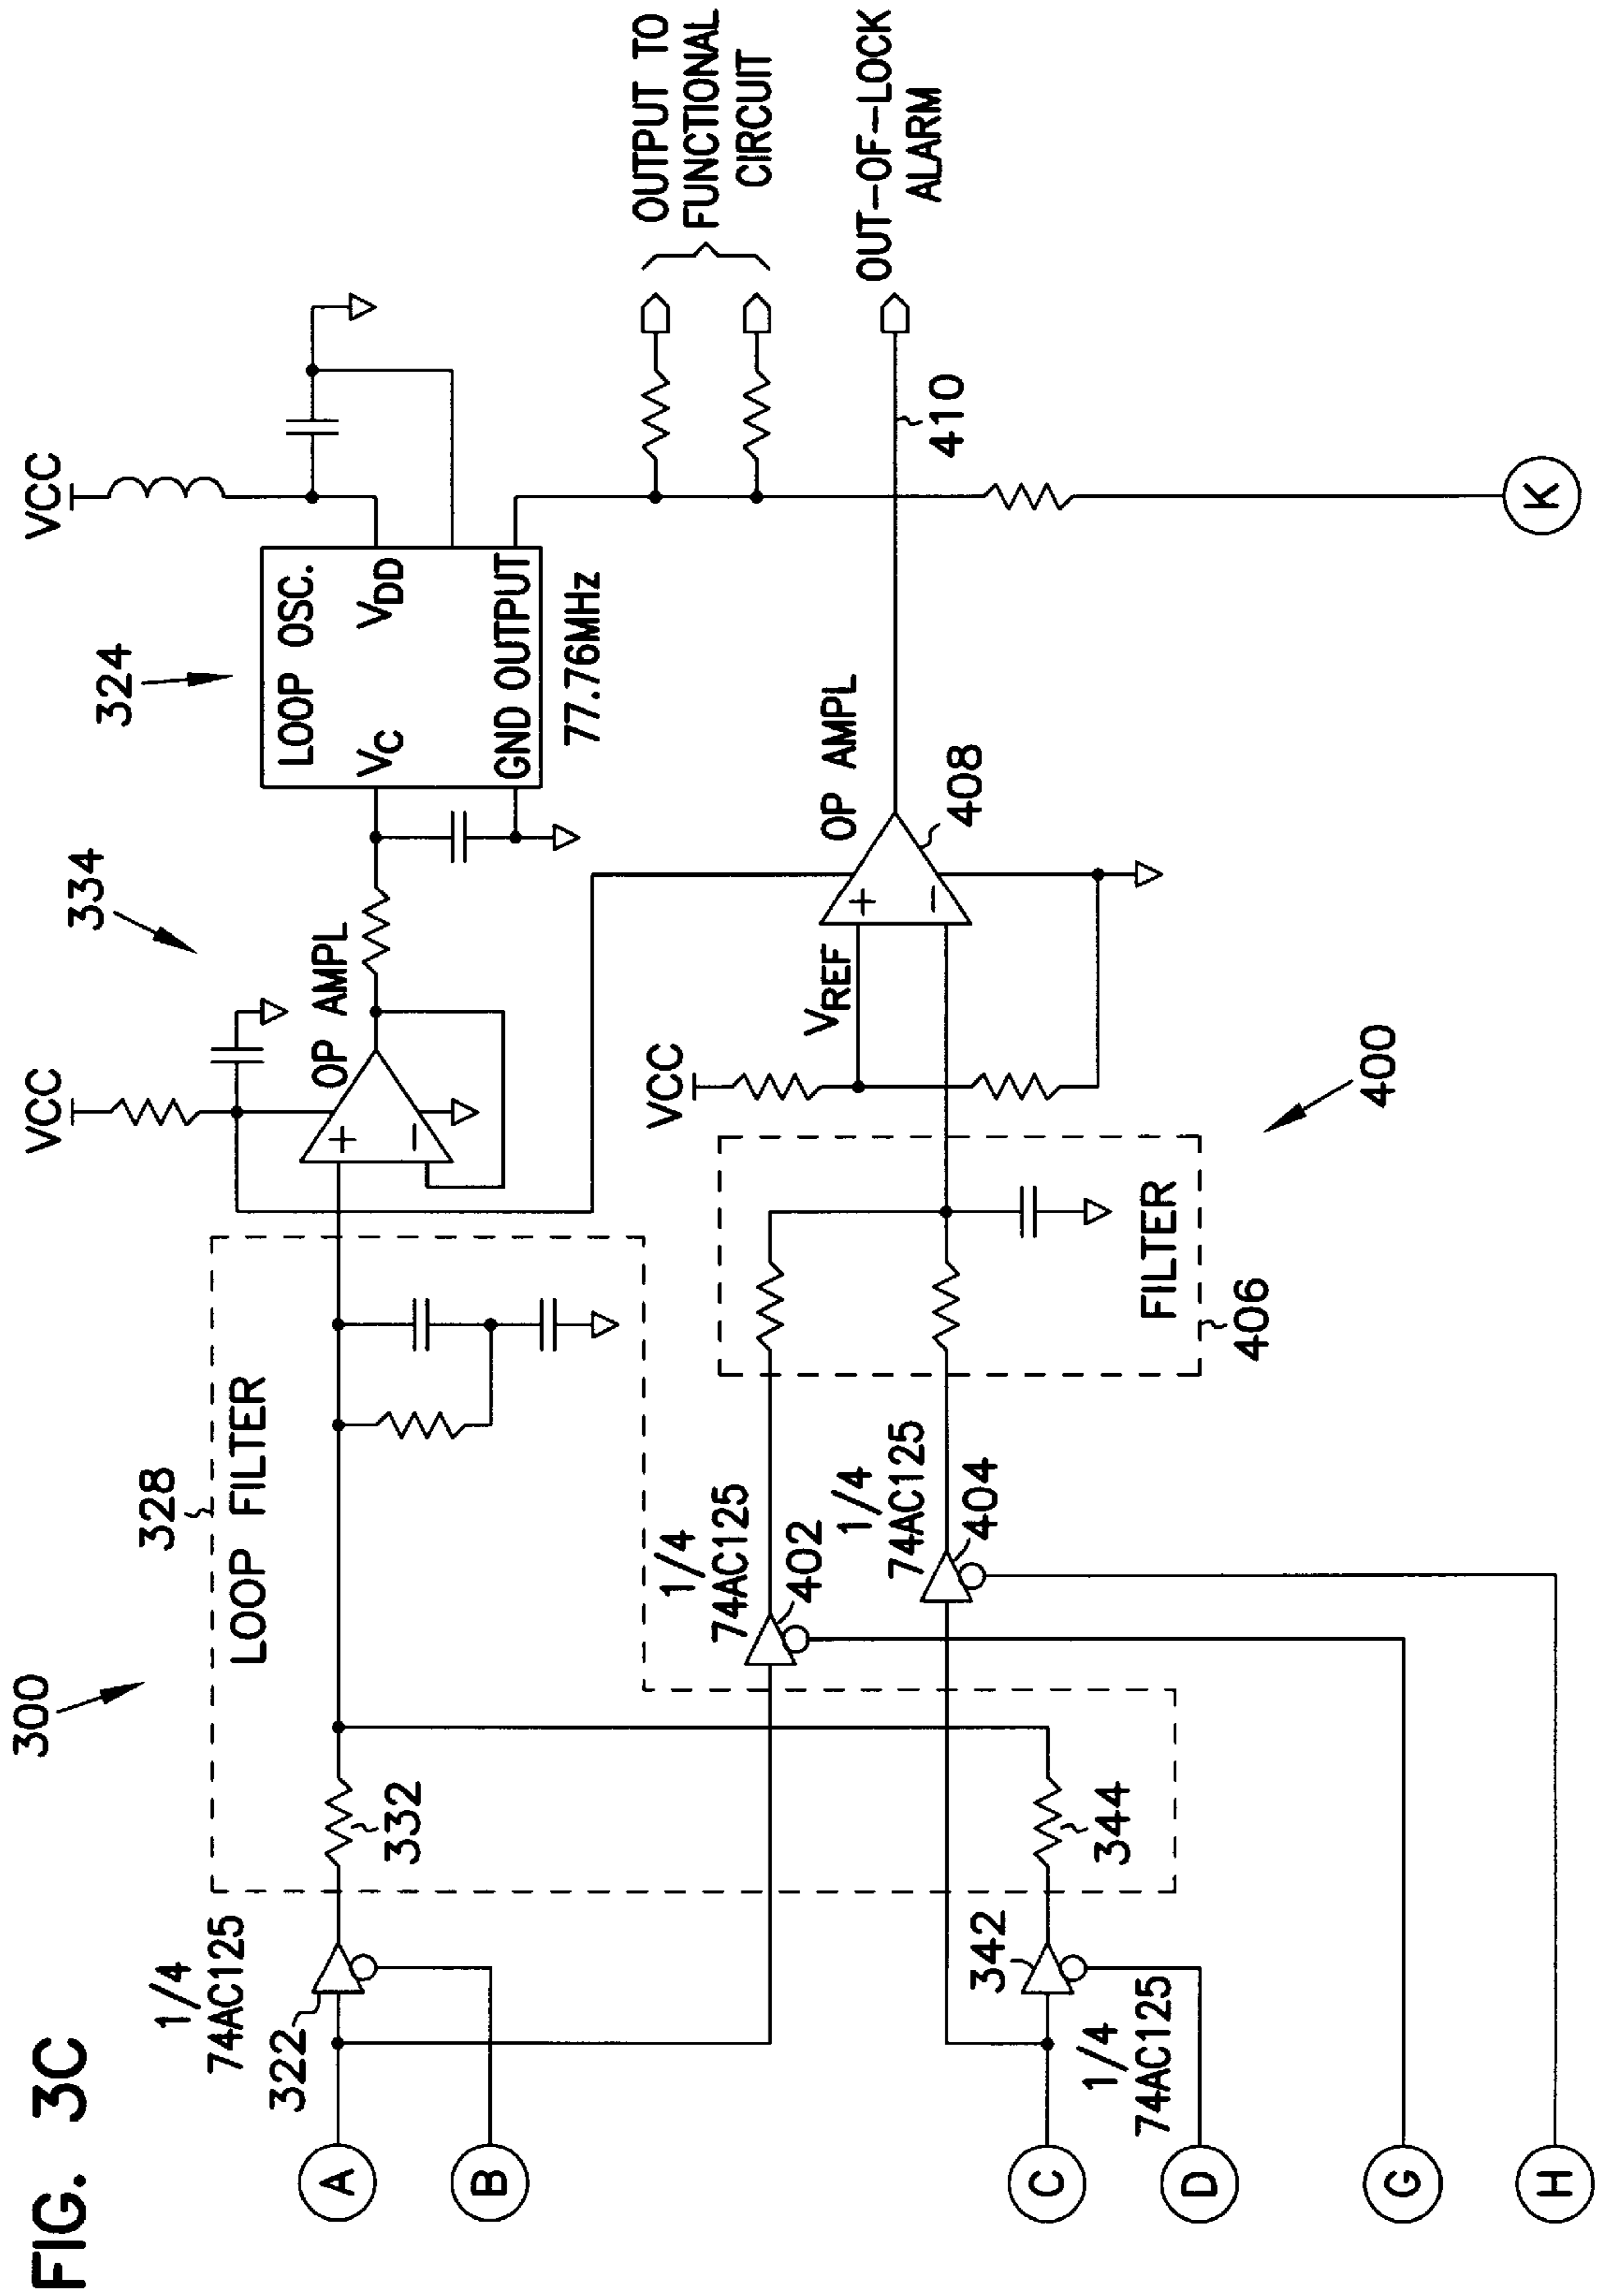 FIG. 3C
300
334
324
VCC
VCC
328
LOOP FILTER
1/4
74AC125
322
332
OP AMPL
+
−
LOOP OSC.
VC
VDD
GND OUTPUT
77.76MHz
OUTPUT TO
FUNCTIONAL
CIRCUIT
A
B
1/4
74AC125
402
1/4
74AC125
404
VCC
VREF
OP AMPL
+
−
408
410
OUT-OF-LOCK
ALARM
FILTER
406
400
342
344
1/4
74AC125
C
D
G
H
K